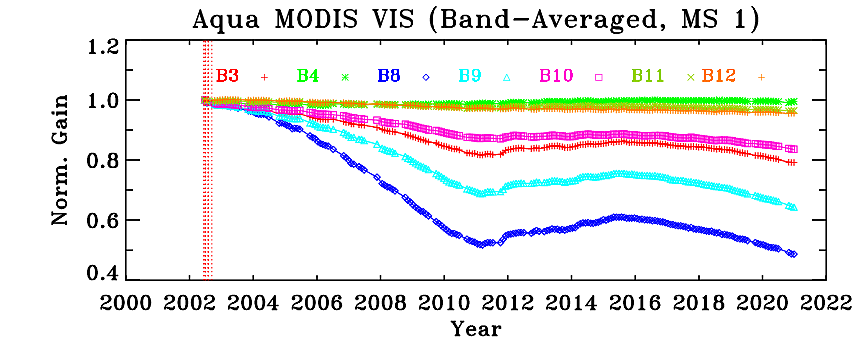 Aqua MODIS VIS (Band-Averaged, MS 1)
1.2
B3 B4 B8 B9 B10 B11 B12
1.0
0.8
0.6
0.4
Norm. Gain
2000 2002 2004 2006 2008 2010 2012 2014 2016 2018 2020 2022
Year